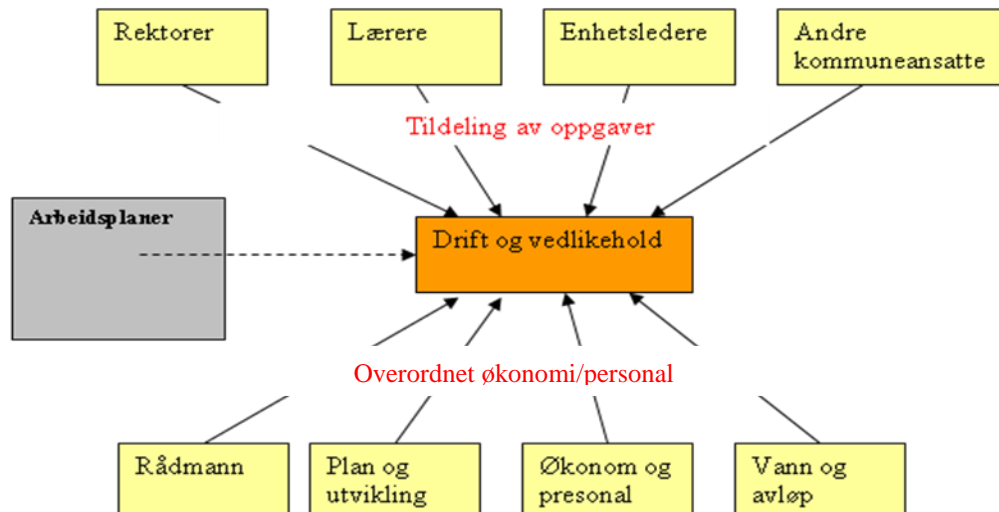 Rektorer
Lærere
Enhetsledere
Andre
kommuneansatte
Tildeling av oppgaver
Arbeidsplaner
Drift og vedlikehold
Overordnet økonomi/personal
Rådmann
Plan og
utvikling
Økonom og
presonal
Vann og
avløp